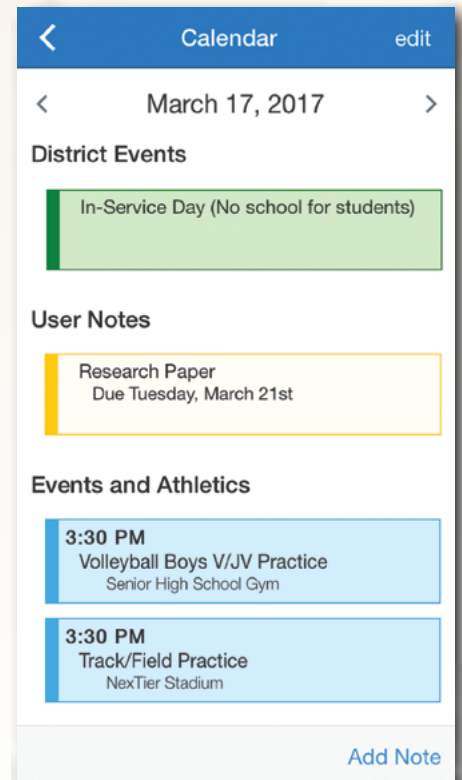 Calendar
edit
March 17, 2017
District Events
In-Service Day (No school for students)
User Notes
Research Paper
Due Tuesday, March 21st
Events and Athletics
3:30 PM
Volleyball Boys V/JV Practice
Senior High School Gym
3:30 PM
Track/Field Practice
NexTier Stadium
Add Note